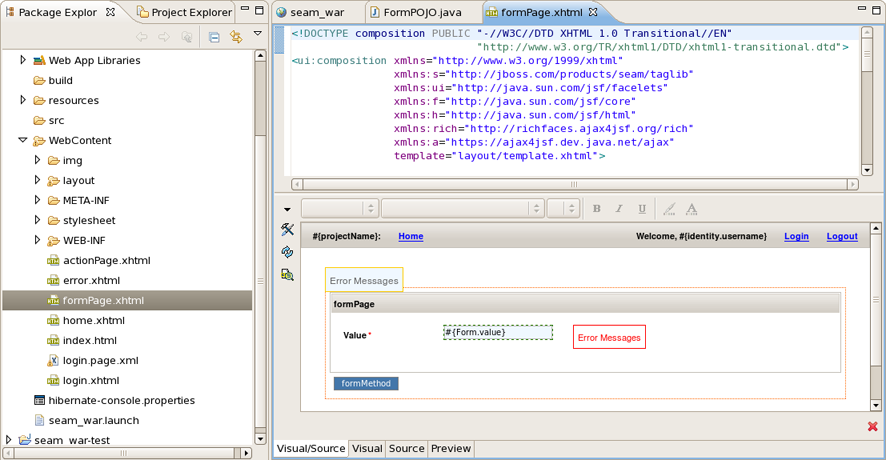 Package Explor
Project Explorer
Web App Libraries
build
resources
src
WebContent
img
layout
META-INF
stylesheet
WEB-INF
actionPage.xhtml
error.xhtml
formPage.xhtml
home.xhtml
index.html
login.page.xml
login.xhtml
hibernate-console.properties
seam_war.launch
seam_war-test
seam_war
FormPOJO.java
formPage.xhtml
<!DOCTYPE composition PUBLIC "-//W3C//DTD XHTML 1.0 Transitional//EN"
"http://www.w3.org/TR/xhtml1/DTD/xhtml1-transitional.dtd">
<ui:composition xmlns="http://www.w3.org/1999/xhtml"
xmlns:s="http://jboss.com/products/seam/taglib"
xmlns:ui="http://java.sun.com/jsf/facelets"
xmlns:f="http://java.sun.com/jsf/core"
xmlns:h="http://java.sun.com/jsf/html"
xmlns:rich="http://richfaces.ajax4jsf.org/rich"
xmlns:a="https://ajax4jsf.dev.java.net/ajax"
template="layout/template.xhtml">
B I U A
#{projectName}: Home Welcome, #{identity.username} Login Logout
Error Messages
formPage
Value * #{Form.value} Error Messages
formMethod
Visual/Source Visual Source Preview